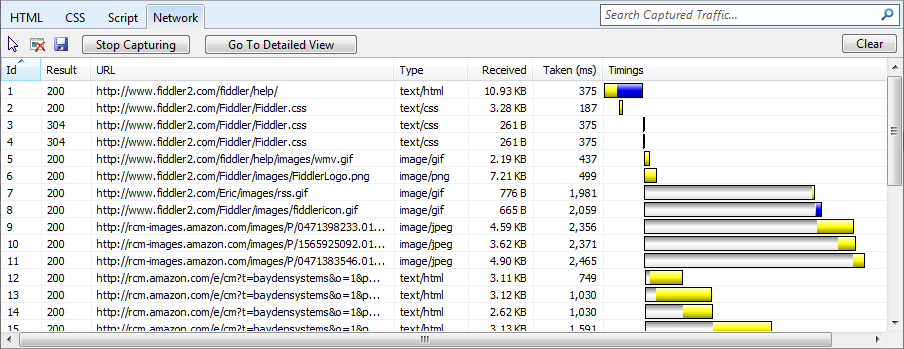 HTML CSS Script Network Search Captured Traffic...
Stop Capturing Go To Detailed View Clear
Id Result URL Type Received Taken (ms) Timings
1 200 http://www.fiddler2.com/fiddler/help/ text/html 10.93 KB 375
2 200 http://www.fiddler2.com/Fiddler/Fiddler.css text/css 3.28 KB 187
3 304 http://www.fiddler2.com/Fiddler/Fiddler.css text/css 261 B 375
4 304 http://www.fiddler2.com/Fiddler/Fiddler.css text/css 261 B 375
5 200 http://www.fiddler2.com/fiddler/help/images/wmv.gif image/gif 2.19 KB 437
6 200 http://www.fiddler2.com/Fiddler/images/FiddlerLogo.png image/png 7.21 KB 499
7 200 http://www.fiddler2.com/Eric/images/rss.gif image/gif 776 B 1,981
8 200 http://www.fiddler2.com/Fiddler/images/fiddlericon.gif image/gif 665 B 2,059
9 200 http://rcm-images.amazon.com/images/P/0471398233.01... image/jpeg 4.59 KB 2,356
10 200 http://rcm-images.amazon.com/images/P/1565925092.01... image/jpeg 3.62 KB 2,371
11 200 http://rcm-images.amazon.com/images/P/0471383546.01... image/jpeg 4.90 KB 2,465
12 200 http://rcm.amazon.com/e/cm?t=baydensystems&o=1&p... text/html 3.11 KB 749
13 200 http://rcm.amazon.com/e/cm?t=baydensystems&o=1&p... text/html 3.12 KB 1,030
14 200 http://rcm.amazon.com/e/cm?t=baydensystems&o=1&p... text/html 2.62 KB 1,030
15 200 http://rcm.amazon.com/e/cm?t=baydensystems&o=1&p... text/html 3.13 KB 1,591